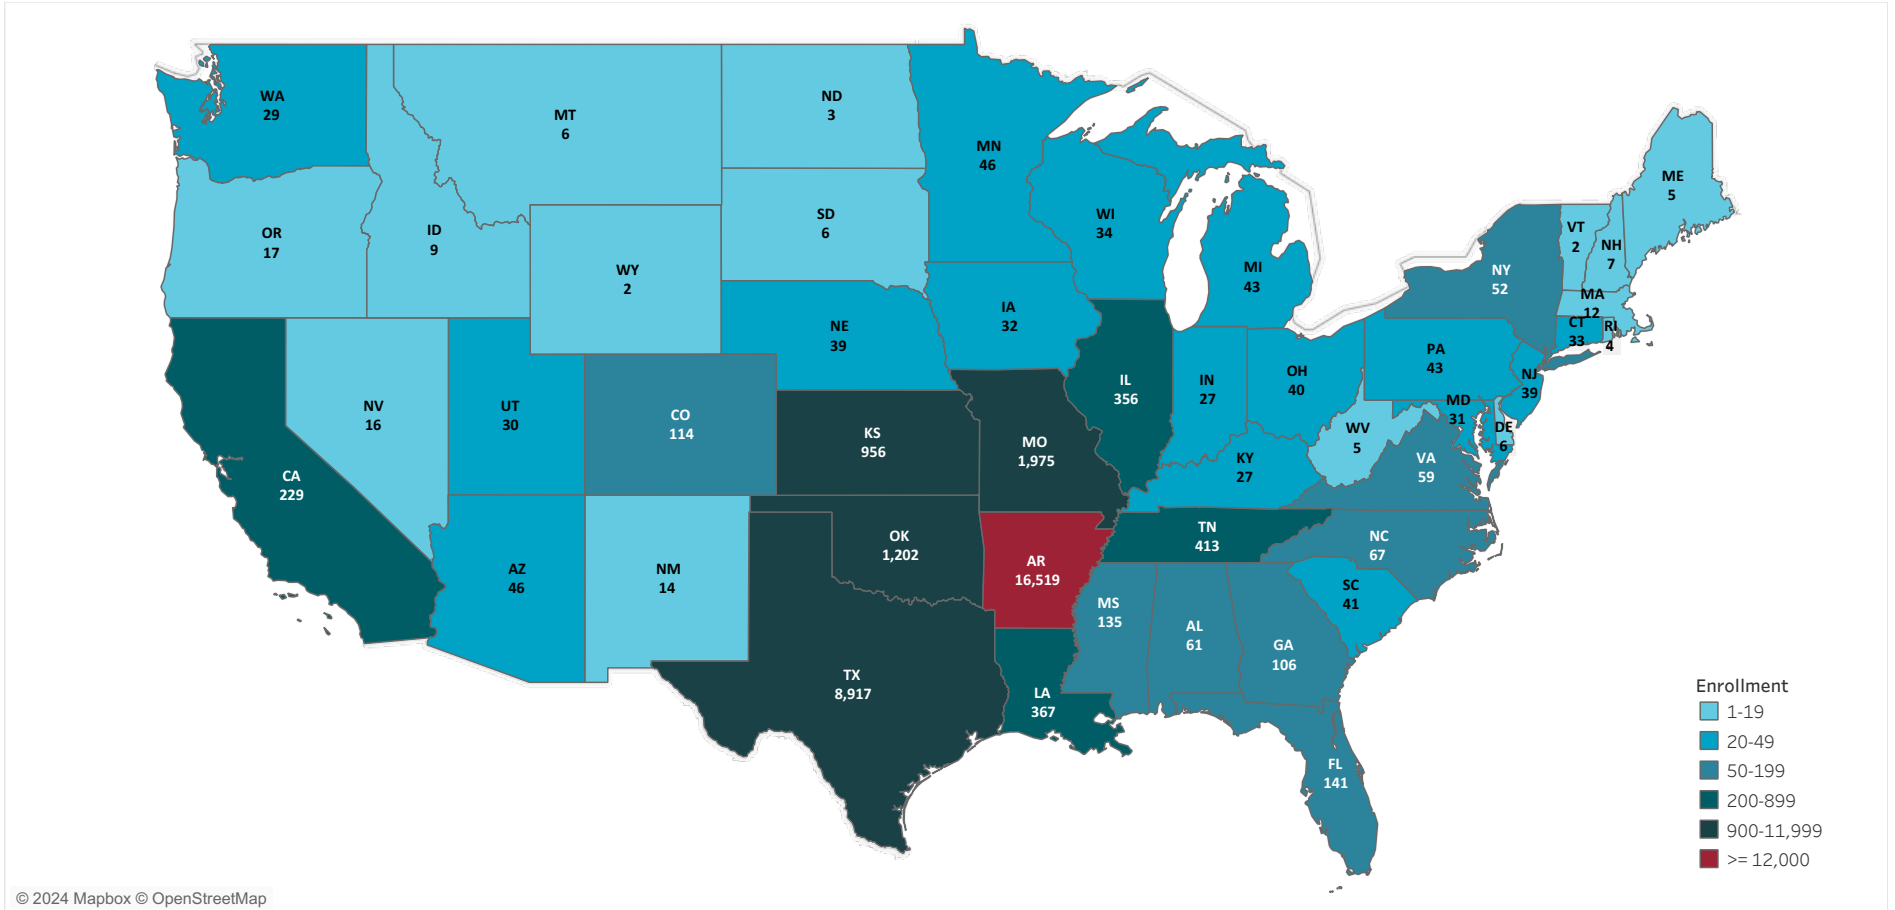 WA
29
MT
6
ND
3
MN
46
ME
5
OR
17
ID
9
WY
2
SD
6
WI
34
MI
43
NY
52
VT
2
NH
7
MA
12
CT
33
RI
4
NE
39
IA
32
PA
43
NJ
39
NV
16
UT
30
CO
114
KS
956
MO
1,975
IL
356
IN
27
OH
40
MD
31
DE
6
WV
5
VA
59
KY
27
CA
229
AZ
46
NM
14
OK
1,202
AR
16,519
TN
413
NC
67
SC
41
MS
135
AL
61
GA
106
TX
8,917
LA
367
FL
141
Enrollment
1-19
20-49
50-199
200-899
900-11,999
>= 12,000
© 2024 Mapbox © OpenStreetMap